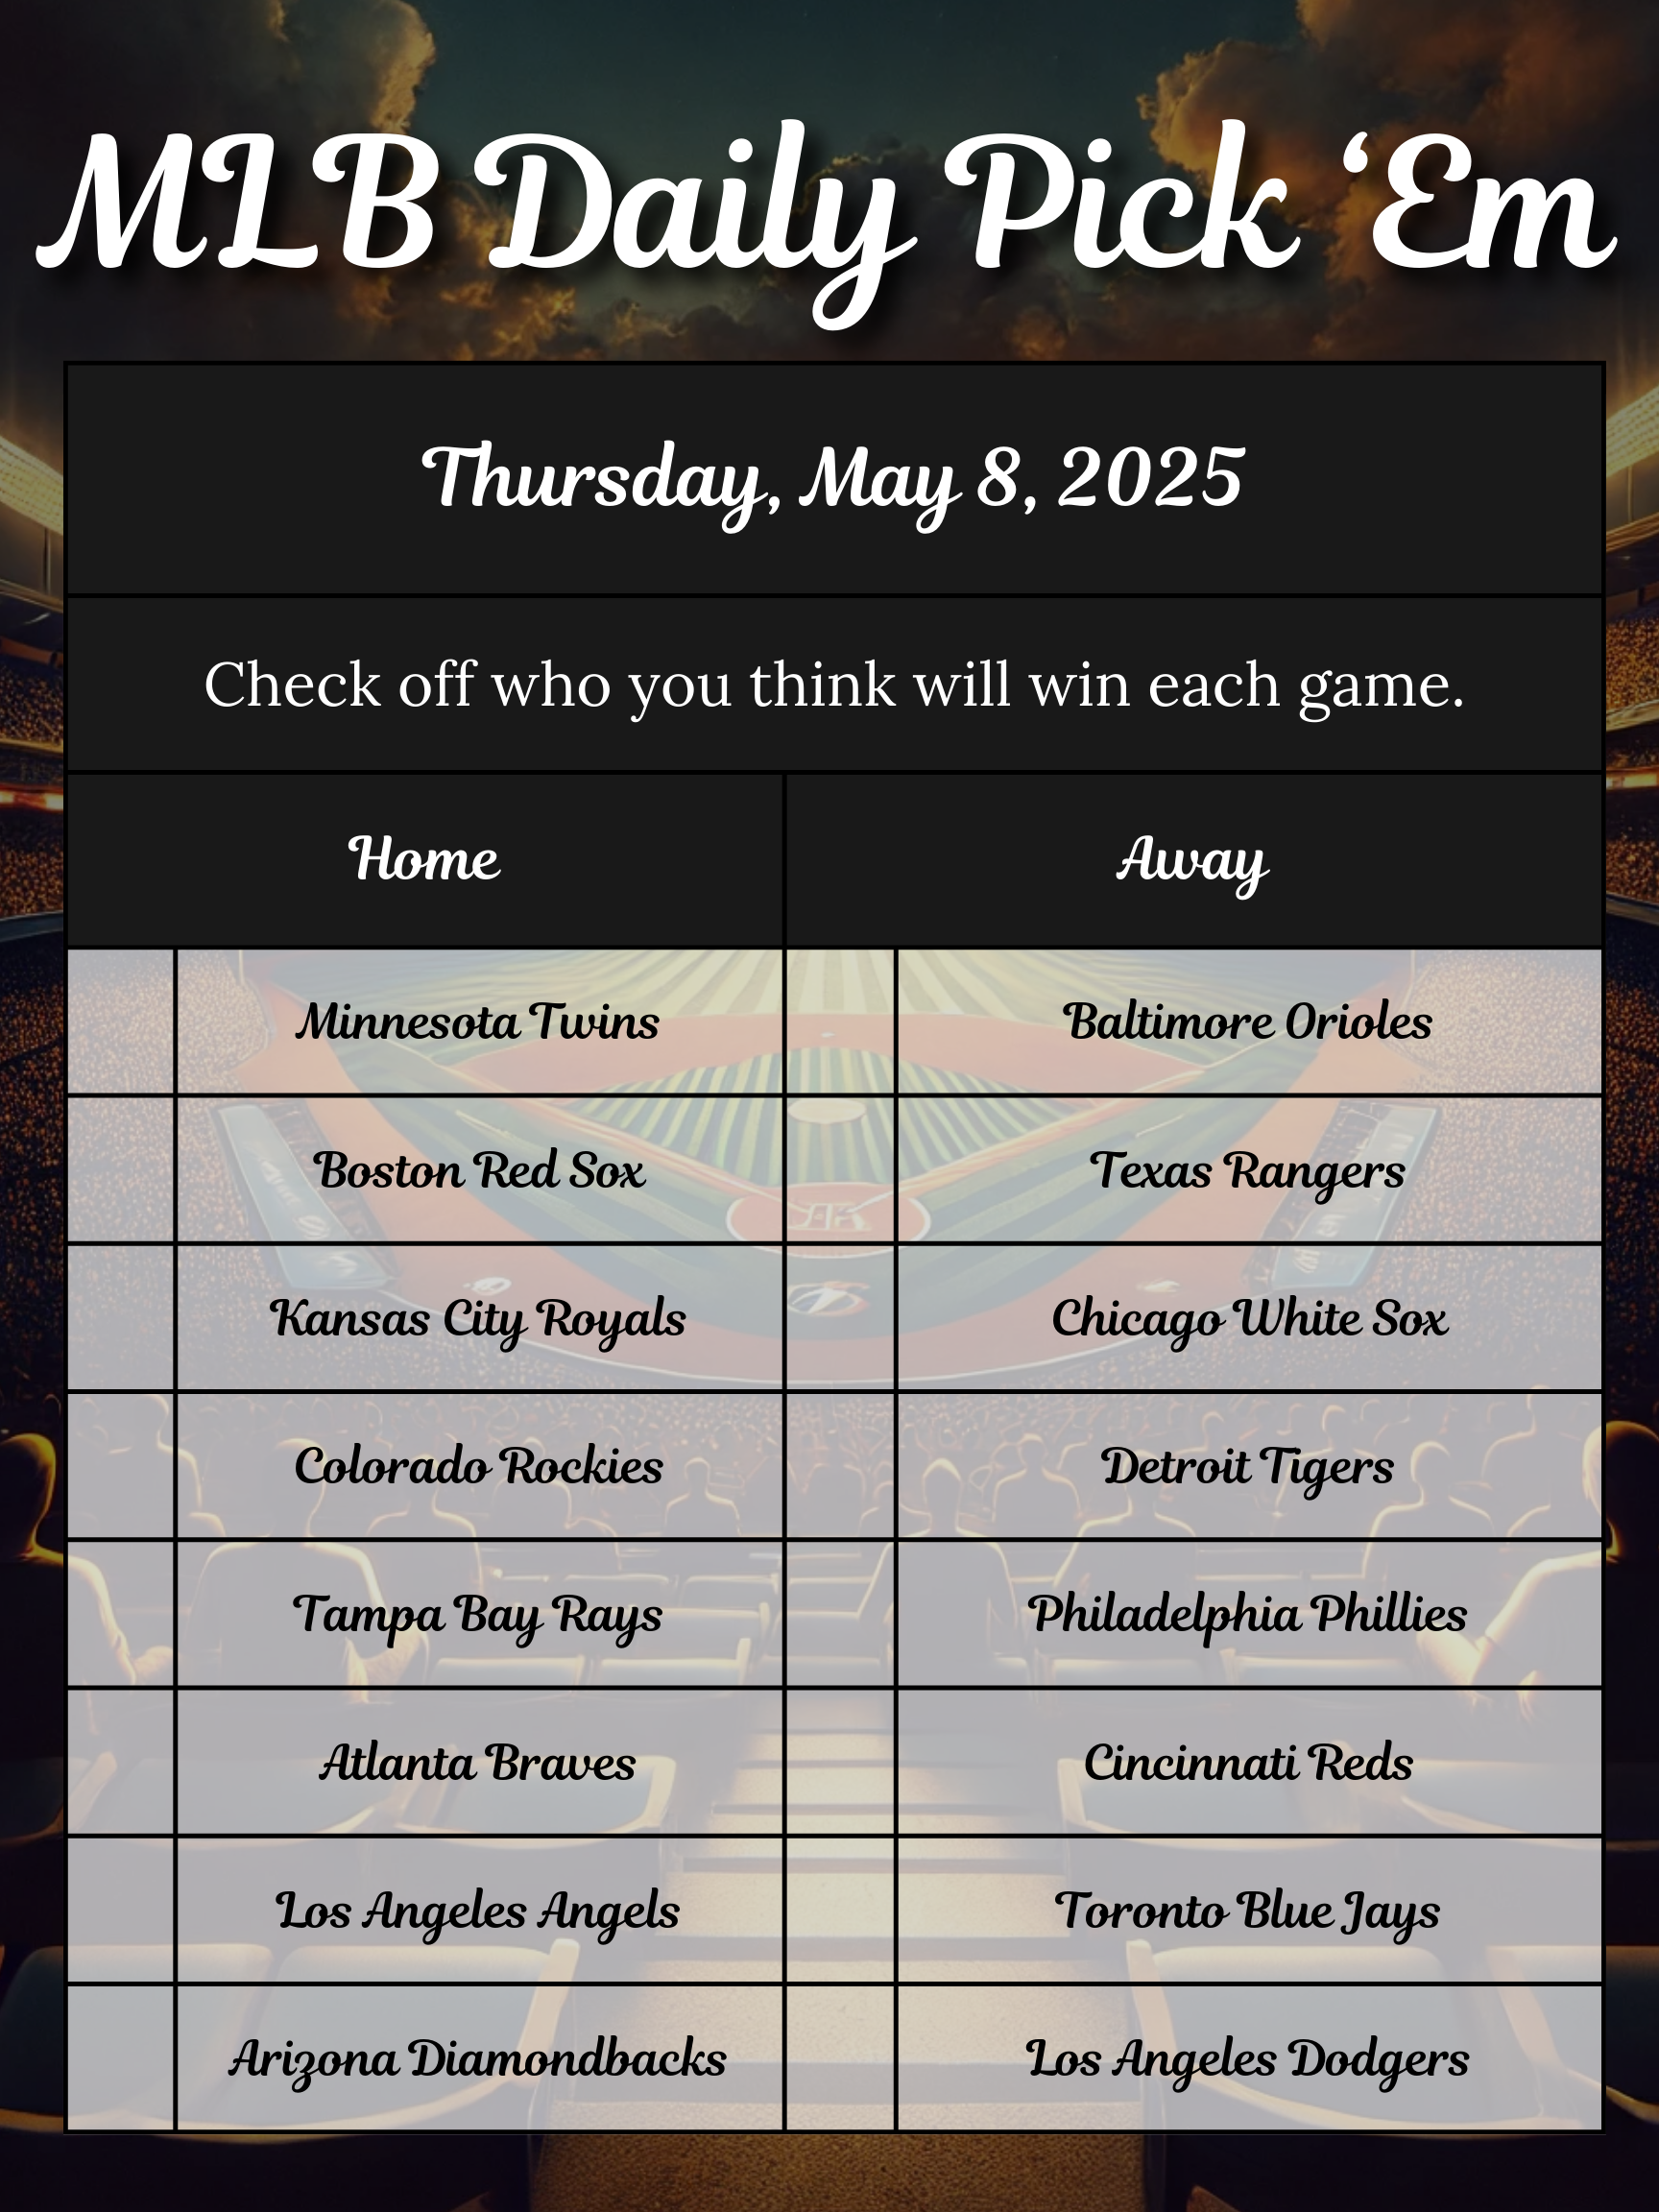 MLB Daily Pick ‘Em
Thursday, May 8, 2025
Check off who you think will win each game.
Home Away
Minnesota Twins Baltimore Orioles
Boston Red Sox Texas Rangers
Kansas City Royals Chicago White Sox
Colorado Rockies Detroit Tigers
Tampa Bay Rays Philadelphia Phillies
Atlanta Braves Cincinnati Reds
Los Angeles Angels Toronto Blue Jays
Arizona Diamondbacks Los Angeles Dodgers